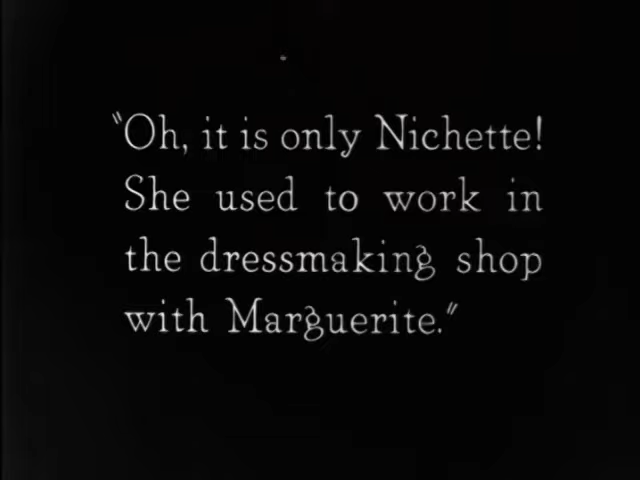 "Oh, it is only Nichette!
She used to work in
the dressmaking shop
with Marguerite."